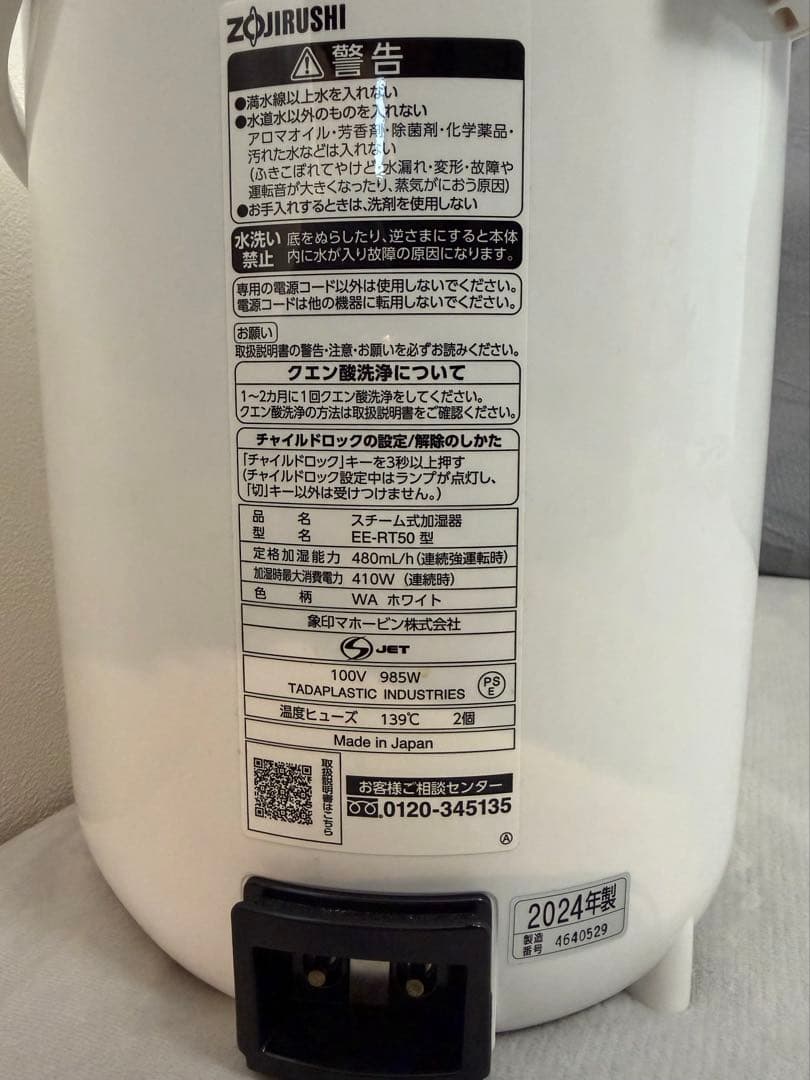 ZOJIRUSHI
警告
●満水線以上水を入れない
●水道水以外のものを入れない
アロマオイル・芳香剤・除菌剤・化学薬品・
汚れた水などは入れない
(ふきこぼれてやけど・水漏れ・変形・故障や
運転音が大きくなったり、蒸気がにおう原因)
●お手入れするときは、洗剤を使用しない
水洗い
禁止
底をぬらしたり、逆さまにすると本体
内に水が入り故障の原因になります。
専用の電源コード以外は使用しないでください。
電源コードは他の機器に転用しないでください。
お願い
取扱説明書の警告・注意・お願いを必ずお読みください。
クエン酸洗浄について
1～2カ月に1回クエン酸洗浄をしてください。
クエン酸洗浄の方法は取扱説明書をご確認ください。
チャイルドロックの設定/解除のしかた
「チャイルドロック」キーを3秒以上押す
(チャイルドロック設定中はランプが点灯し、
「切」キー以外は受けつけません。)
品名 スチーム式加湿器
型名 EE-RT50 型
定格加湿能力 480mL/h(連続強運転時)
加湿時最大消費電力 410W (連続時)
色柄 WA ホワイト
象印マホービン株式会社
S JET
100V 985W
TADAPLASTIC INDUSTRIES
PS
E
温度ヒューズ 139℃ 2個
Made in Japan
取扱説明書はこちら
お客様ご相談センター
0120-345135
A
2024年製
製造
番号 4640529